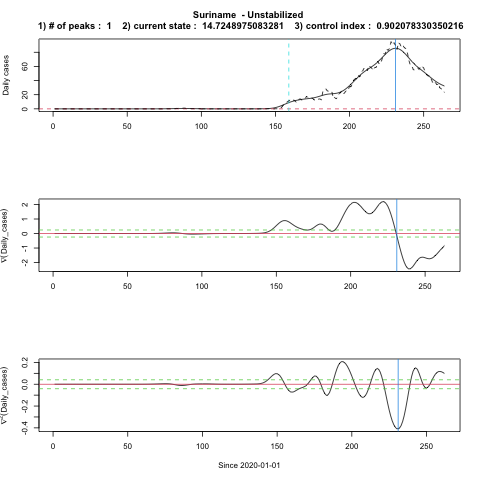 Suriname - Unstabilized
1) # of peaks : 1 2) current state : 14.7248975083281 3) control index : 0.902078330350216
Daily cases
0 20 60
0 50 100 150 200 250
∇(Daily_cases)
-2 -1 0 1 2
0 50 100 150 200 250
∇²(Daily_cases)
-0.4 -0.2 0.0 0.2
0 50 100 150 200 250
Since 2020-01-01